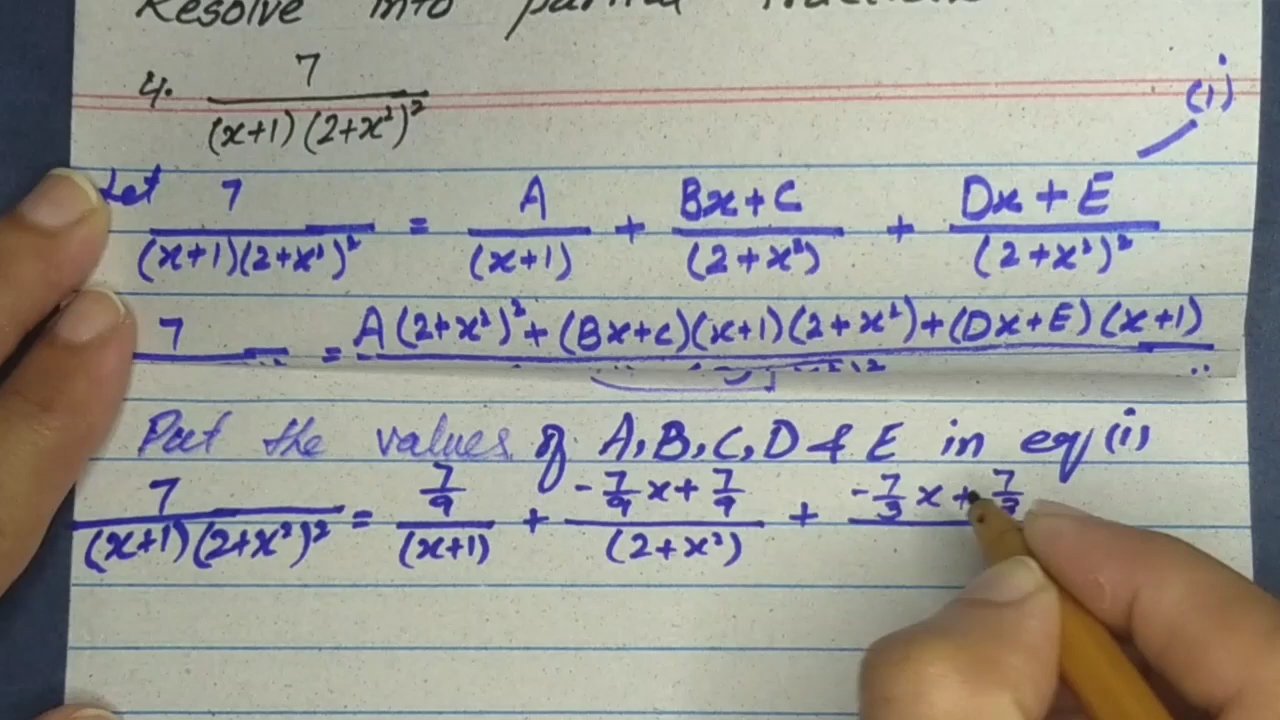 Resolve into partial fractions
4. 7/((x+1)(2+x²)²)
(i)
Let 7/((x+1)(2+x²)²) = A/(x+1) + (Bx+C)/(2+x²) + (Dx+E)/(2+x²)²
7 = A(2+x²)²+(Bx+c)(x+1)(2+x²)+(Dx+E)(x+1)
Put the values of A, B, C, D & E in eq (i)
7/((x+1)(2+x²)²) = (7/9)/(x+1) + (-7/9 x + 7/9)/(2+x²) + -7/3 x + 7/3